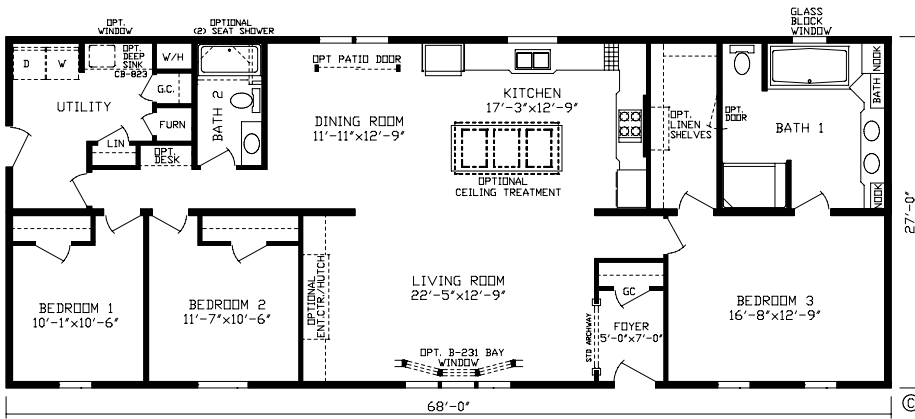 OPT.
WINDOW
OPTIONAL
(2) SEAT SHOWER
GLASS
BLOCK
WINDOW
D
W
OPT.
DEEP
SINK
CB-823
W/H
G.C.
FURN
UTILITY
LIN
OPT.
DESK
BATH 2
OPT PATIO DOOR
DINING ROOM
11'-11"x12'-9"
KITCHEN
17'-3"x12'-9"
OPTIONAL
CEILING TREATMENT
OPT.
LINEN
SHELVES
OPT.
DOOR
BATH 1
BATH NOOK
NOOK
27'-0"
BEDROOM 1
10'-1"x10'-6"
BEDROOM 2
11'-7"x10'-6"
OPTIONAL
ENT.CTR./HUTCH
LIVING ROOM
22'-5"x12'-9"
OPT. B-231 BAY
WINDOW
GC
STD ARCHWAY
FOYER
5'-0"x7'-0"
BEDROOM 3
16'-8"x12'-9"
68'-0"
©